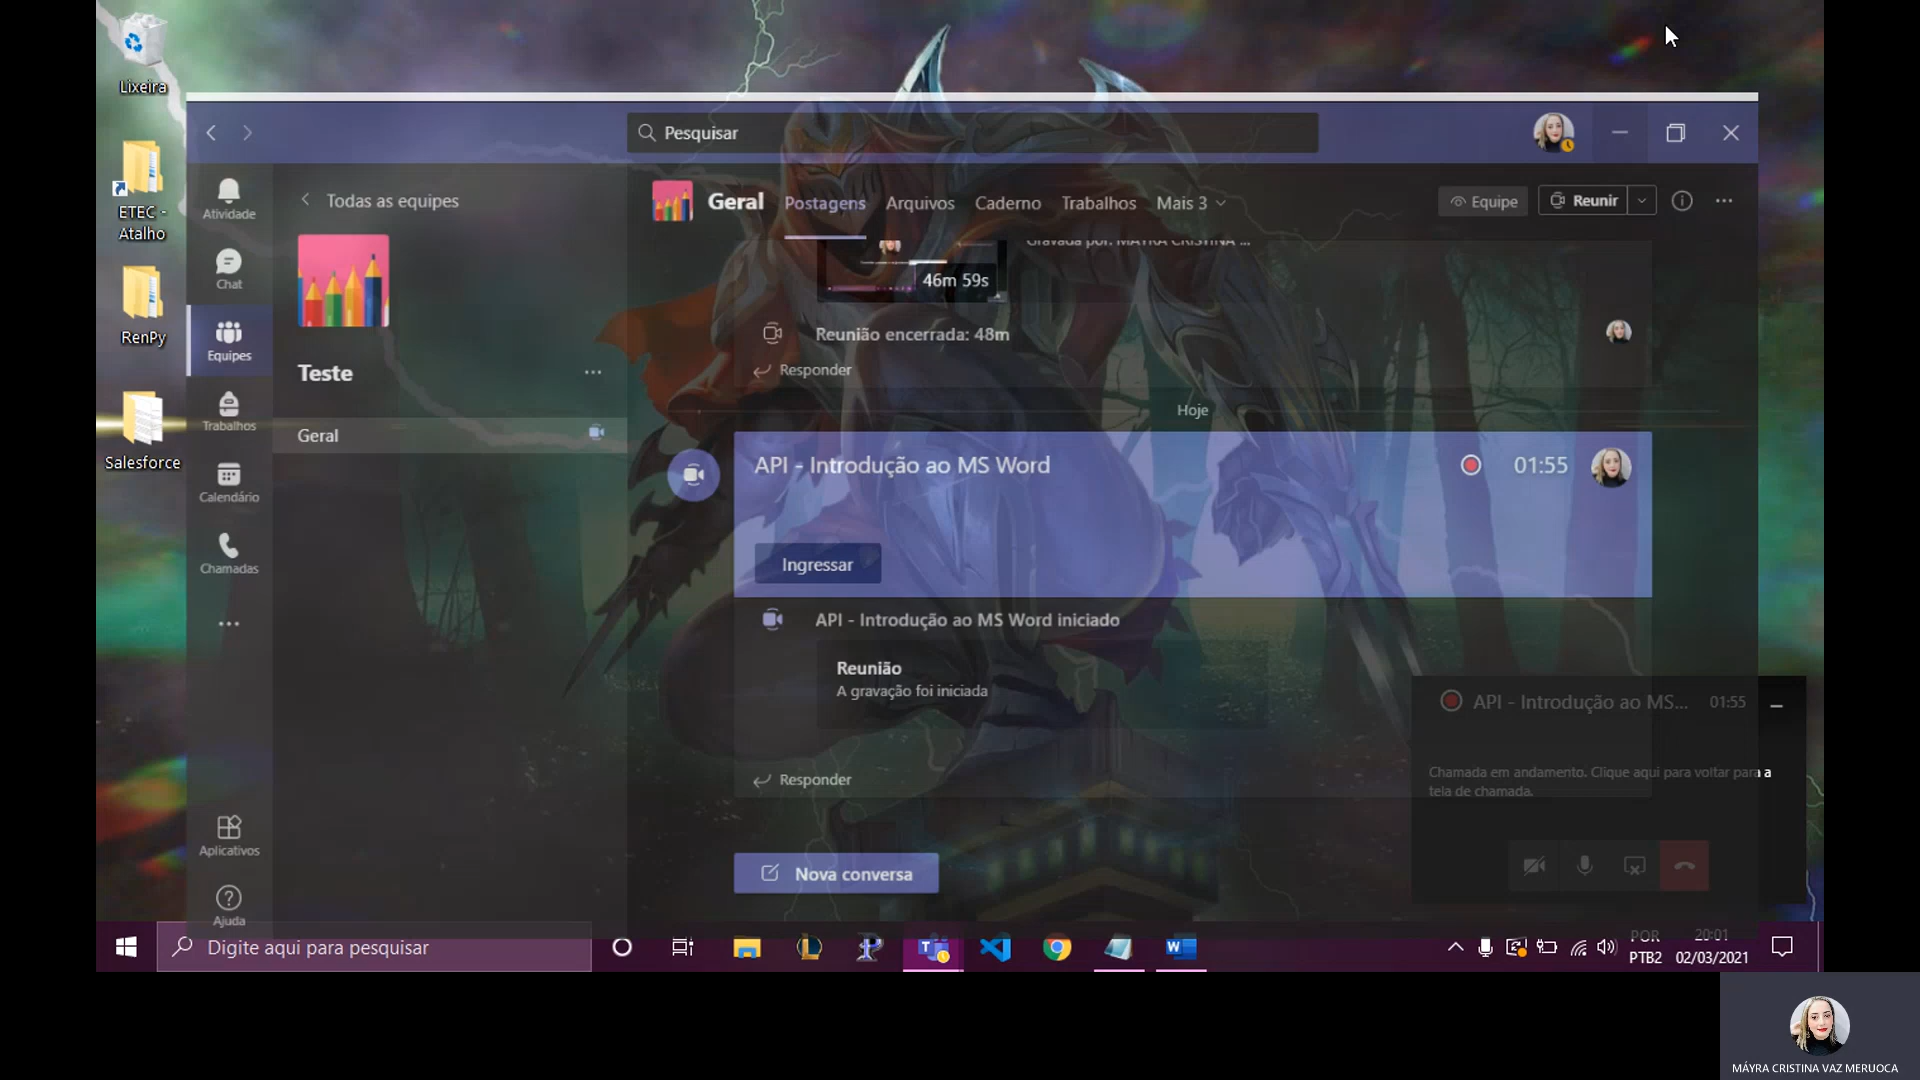 Lixeira
ETEC -
Atalho
RenPy
Salesforce
Pesquisar
Atividade
Chat
Equipes
Trabalhos
Calendário
Chamadas
Aplicativos
Ajuda
Todas as equipes
Teste
Geral
Geral
Postagens
Arquivos
Caderno
Trabalhos
Mais 3
Equipe
Reunir
Gravada por: MÁYRA CRISTINA ...
46m 59s
Reunião encerrada: 48m
Responder
Hoje
API - Introdução ao MS Word
01:55
Ingressar
API - Introdução ao MS Word iniciado
Reunião
A gravação foi iniciada
Responder
Nova conversa
API - Introdução ao MS...
01:55
Chamada em andamento. Clique aqui para voltar para a
tela de chamada.
Digite aqui para pesquisar
POR
PTB2
20:01
02/03/2021
MÁYRA CRISTINA VAZ MERUOCA